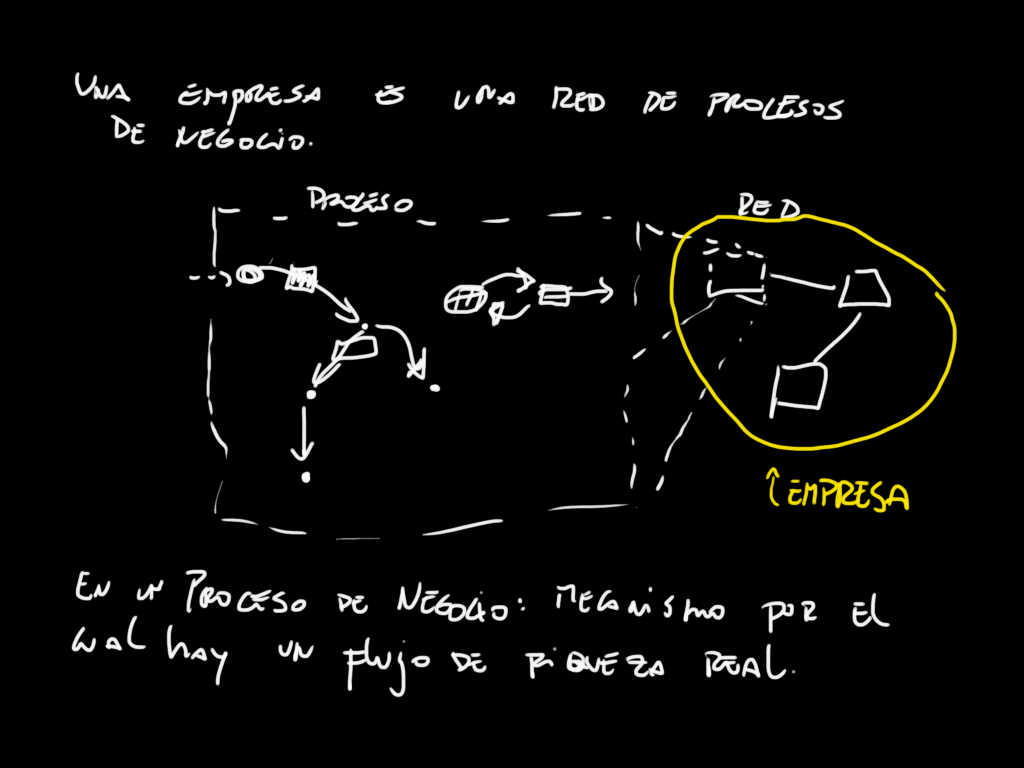 UNA EMPRESA ES UNA RED DE PROCESOS
DE NEGOCIO.
PROCESO
RED
↑ EMPRESA
EN UN PROCESO DE NEGOCIO: MECANISMO POR EL
CUAL HAY UN FLUJO DE RIQUEZA REAL.